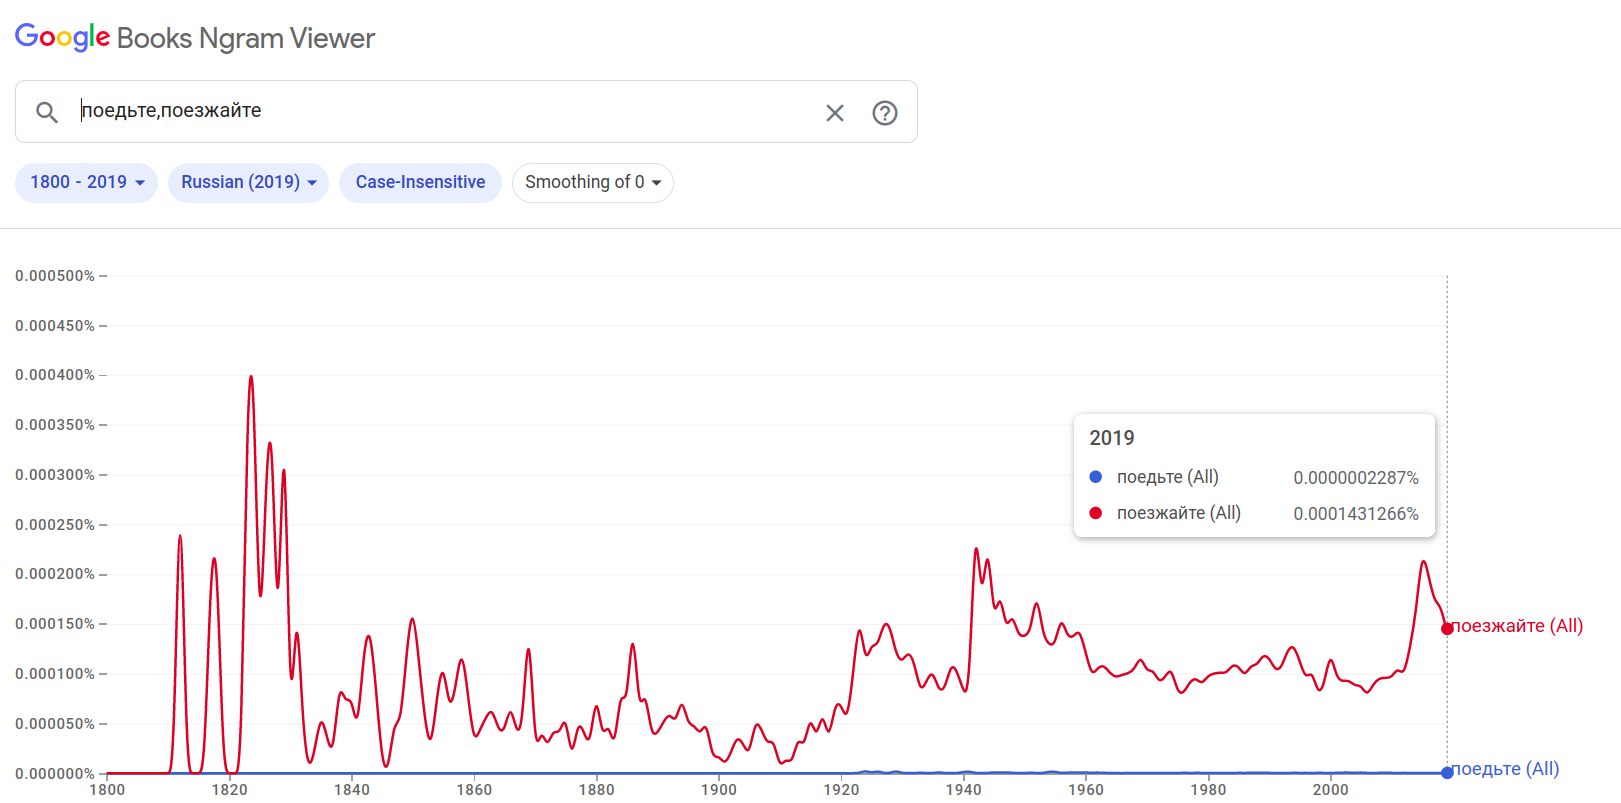 Google Books Ngram Viewer
поедьте,поезжайте
1800 - 2019 Russian (2019) Case-Insensitive Smoothing of 0
0.000500%
0.000450%
0.000400%
0.000350%
0.000300%
0.000250%
0.000200%
0.000150%
0.000100%
0.000050%
0.000000%
2019
поедьте (All) 0.0000002287%
поезжайте (All) 0.0001431266%
поезжайте (All)
поедьте (All)
1800 1820 1840 1860 1880 1900 1920 1940 1960 1980 2000